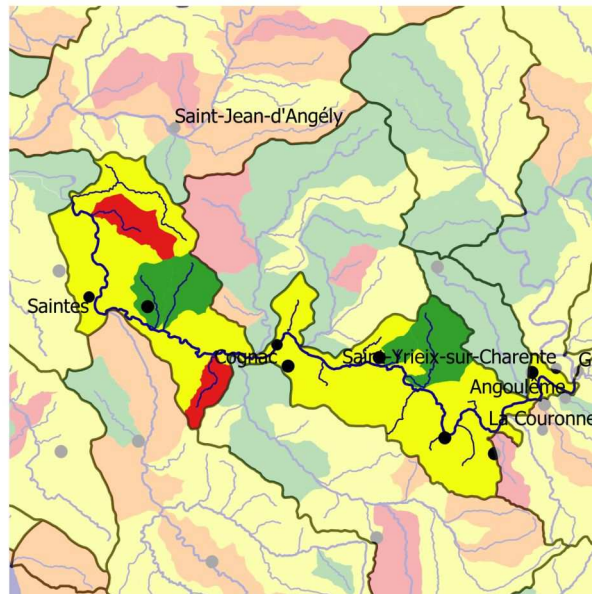 Saint-Jean-d'Angély
Saintes
Cognac
Saint-Yrieix-sur-Charente
G
Angoulême
La Couronne